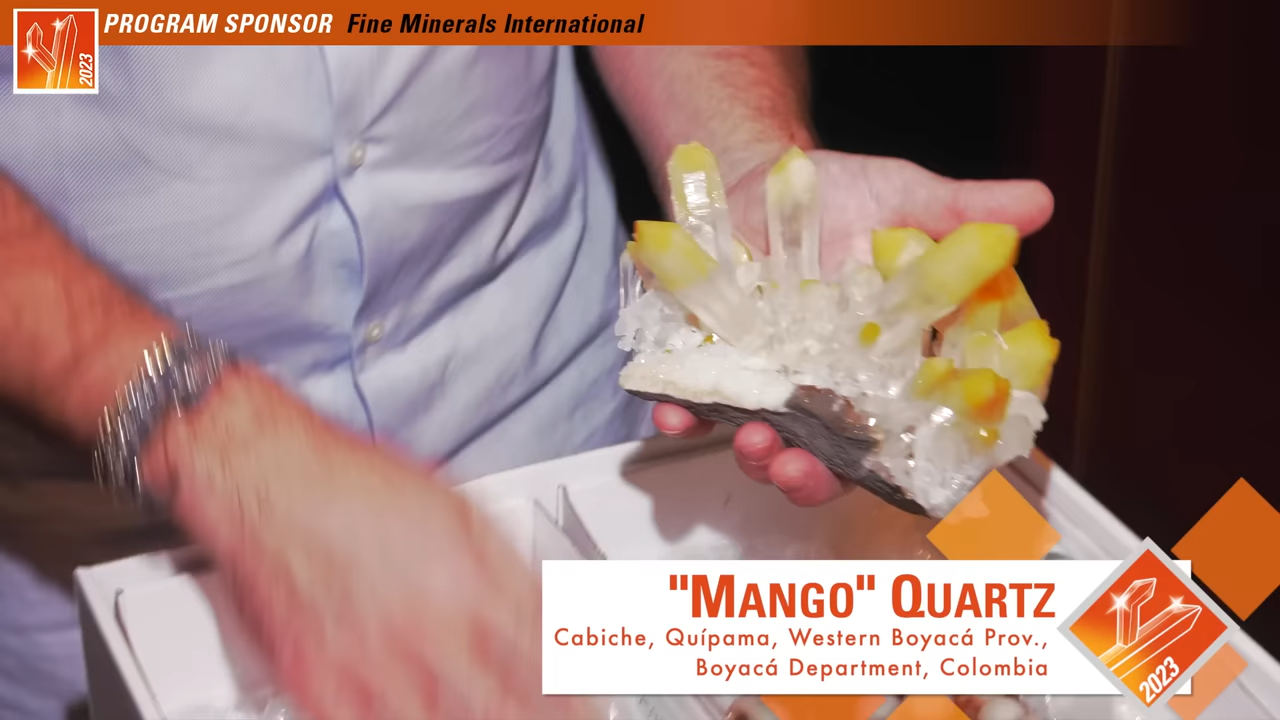 PROGRAM SPONSOR Fine Minerals International
2023
"MANGO" QUARTZ
Cabiche, Quípama, Western Boyacá Prov.,
Boyacá Department, Colombia
2023